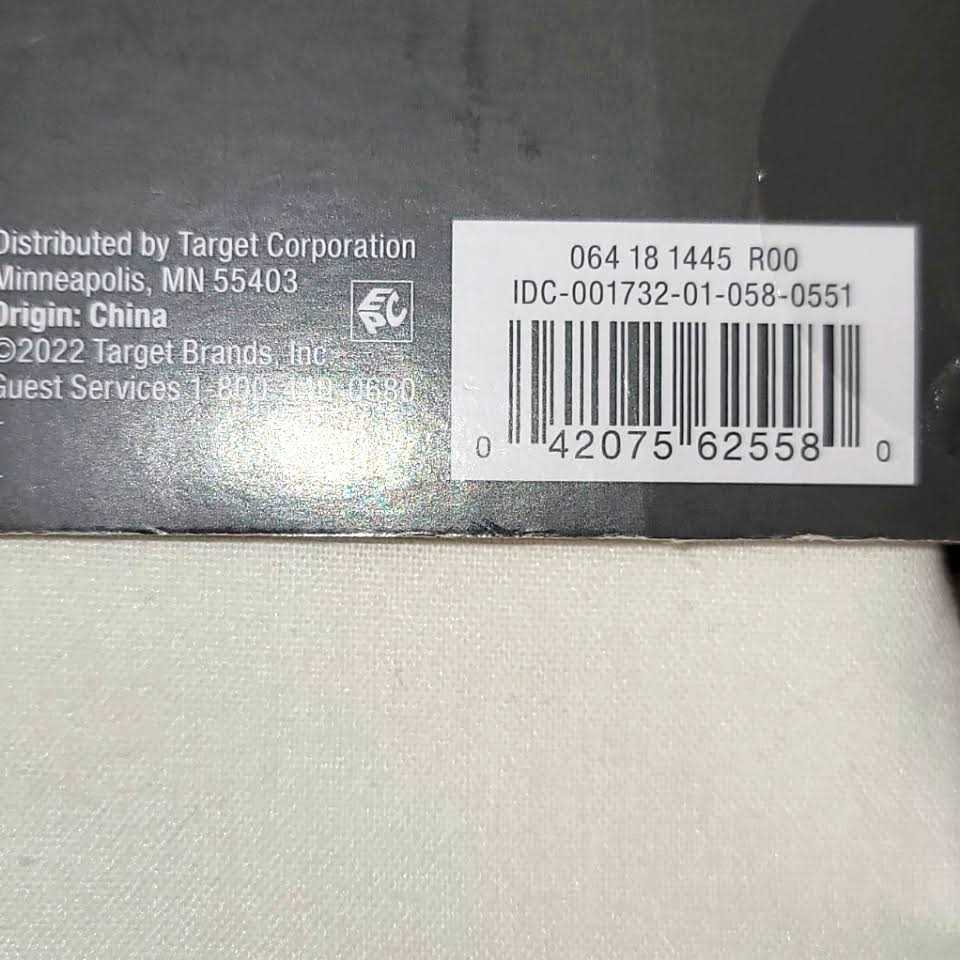 Distributed by Target Corporation
Minneapolis, MN 55403
Origin: China
©2022 Target Brands, Inc
Guest Services 1-800-440-0680
EPC
064 18 1445 R00
IDC-001732-01-058-0551
0 42075 62558 0